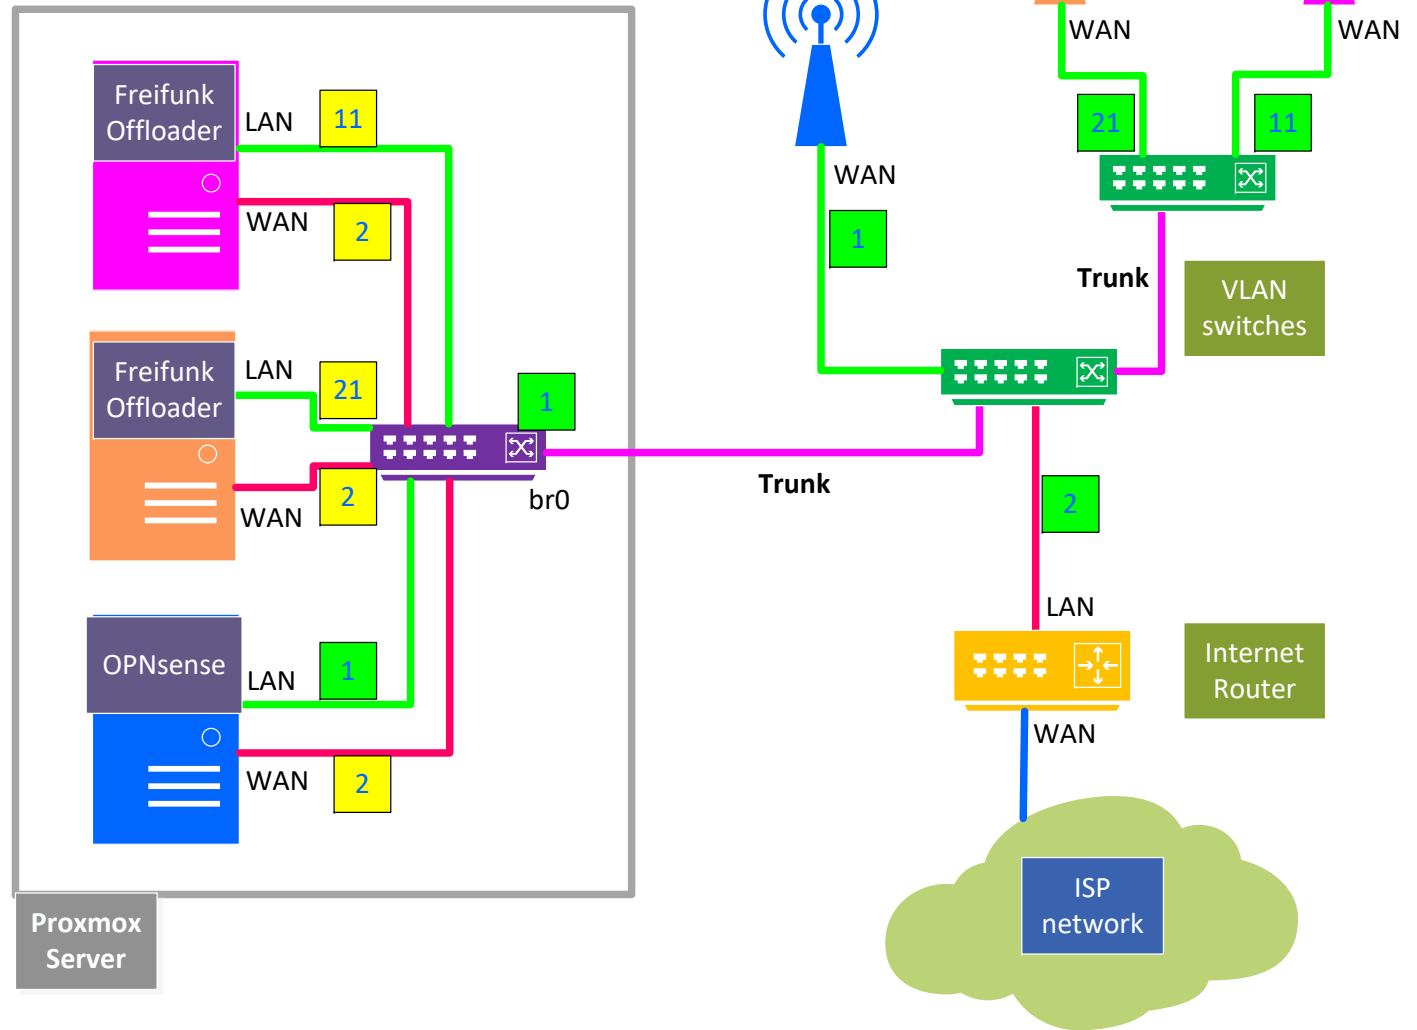 Freifunk
Offloader
LAN
11
WAN
2
Freifunk
Offloader
LAN
21
WAN
2
1
br0
OPNsense
LAN
1
WAN
2
Proxmox
Server
WAN
1
WAN
WAN
21
11
Trunk
VLAN
switches
Trunk
2
LAN
Internet
Router
WAN
ISP
network